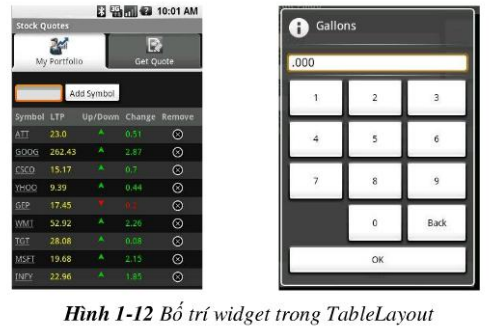 10:01 AM
Stock Quotes
My Portfolio Get Quote
Add Symbol
Symbol LTP Up/Down Change Remove
ATT 23.0 0.51
GOOG 262.43 2.87
CSCO 15.17 0.7
YHOO 9.39 0.44
GEP 17.45
WMT 52.92 2.26
TGT 28.08 0.08
MSFT 19.68 2.15
INFY 22.96 1.85
Gallons
.000
1 2 3
4 5 6
7 8 9
0 Back
OK
Hình 1-12 Bố trí widget trong TableLayout